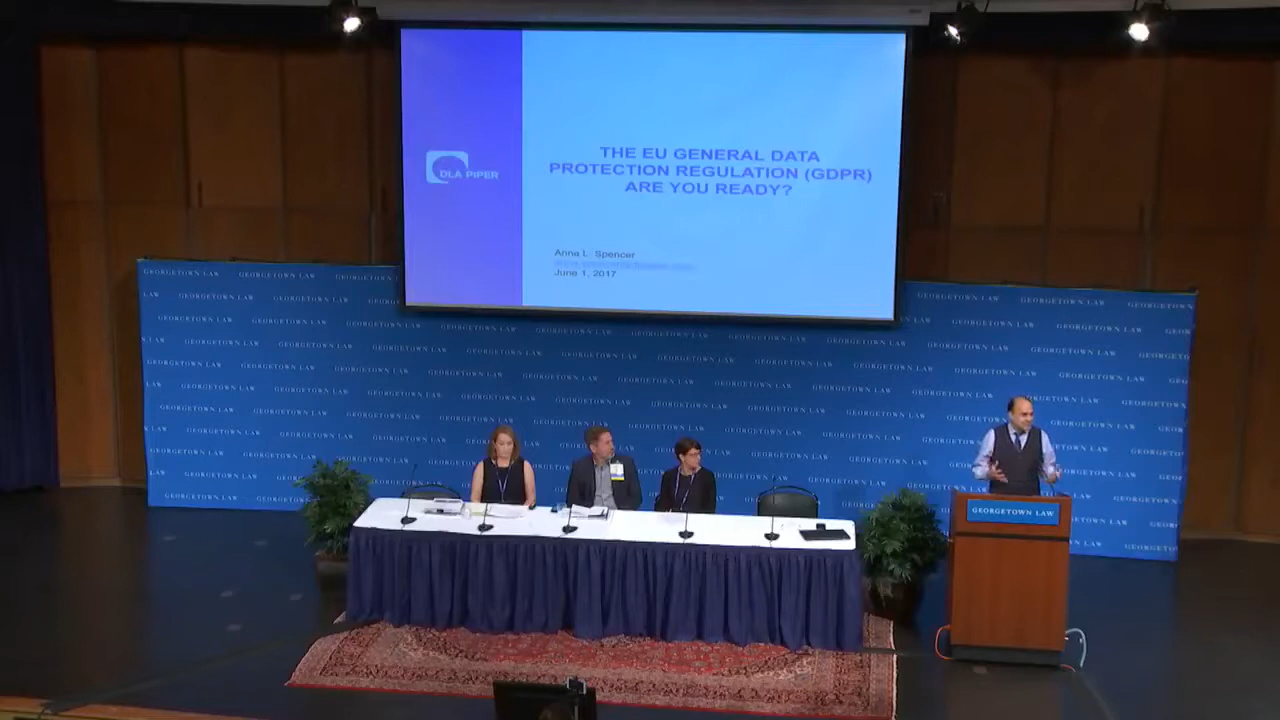 DLA PIPER
THE EU GENERAL DATA
PROTECTION REGULATION (GDPR)
ARE YOU READY?
Anne L. Spencer
June 1, 2017
GEORGETOWN LAW
GEORGETOWN LAW